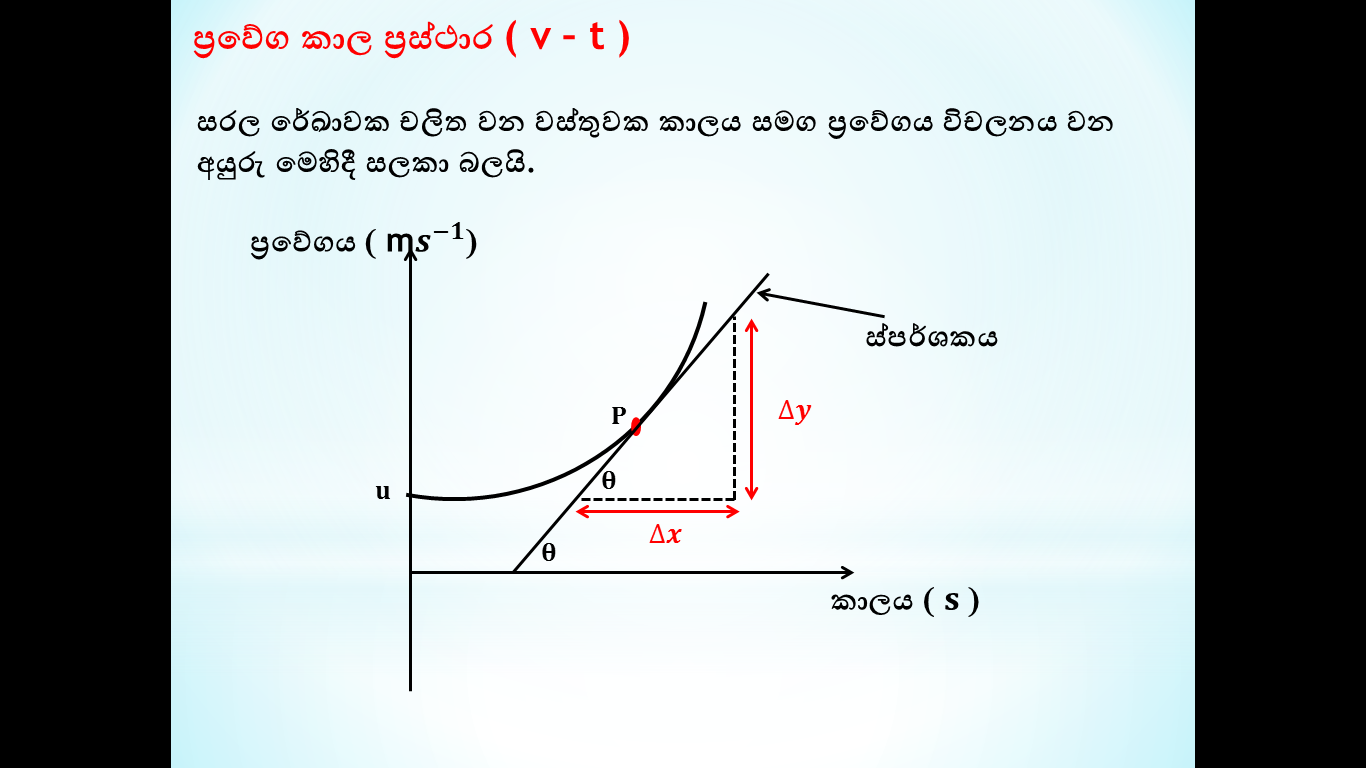 ප්‍රවේග කාල ප්‍රස්ථාර ( v - t )
සරල රේඛාවක චලිත වන වස්තුවක කාලය සමග ප්‍රවේගය විචලනය වන
අයුරු මෙහිදී සලකා බලයි.
ප්‍රවේගය ( ms⁻¹)
ස්පර්ශකය
P
Δy
θ
u
Δx
θ
කාලය ( s )